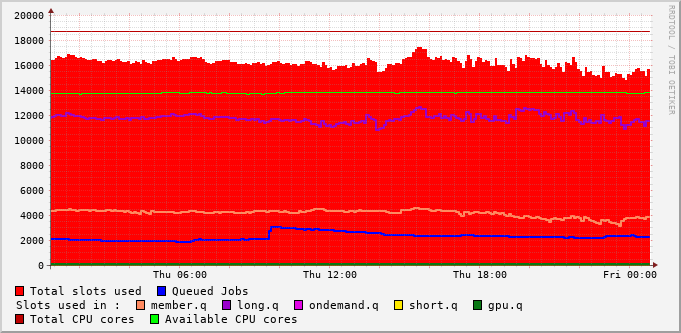 RRDTOOL / TOBI OETIKER
20000
18000
16000
14000
12000
10000
8000
6000
4000
2000
0
Thu 06:00 Thu 12:00 Thu 18:00 Fri 00:00
Total slots used Queued Jobs
Slots used in : member.q long.q ondemand.q short.q gpu.q
Total CPU cores Available CPU cores